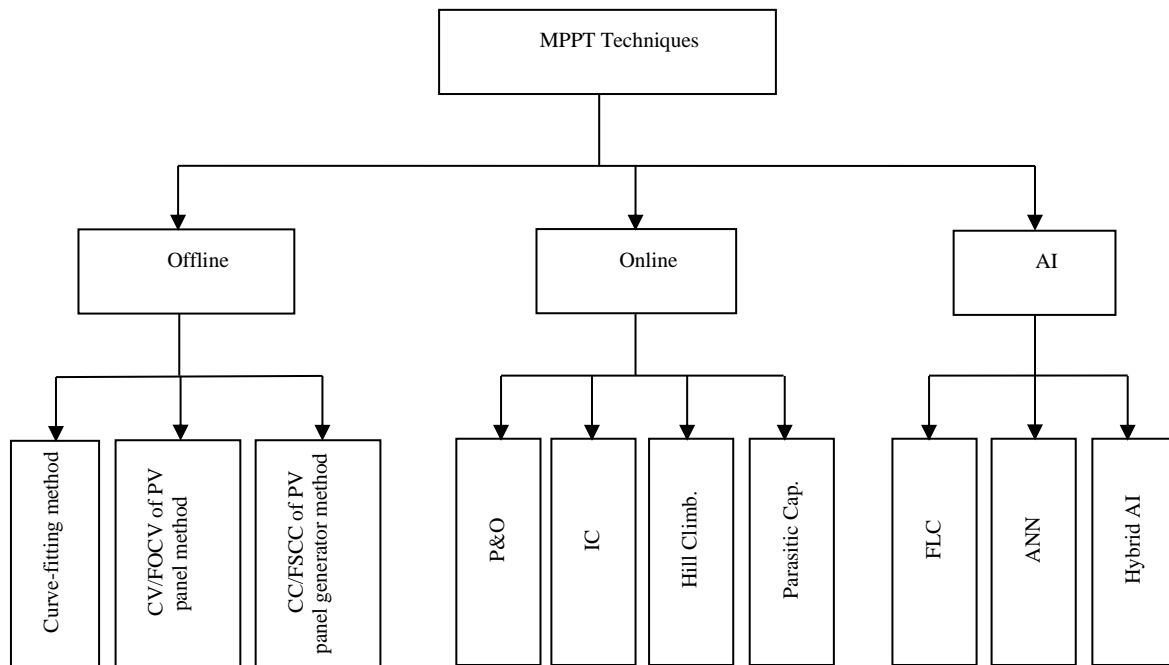 MPPT Techniques
Offline
Online
AI
Curve-fitting method
CV/FOCV of PV
panel method
CC/FSCC of PV
panel generator method
P&O
IC
Hill Climb.
Parasitic Cap.
FLC
ANN
Hybrid AI